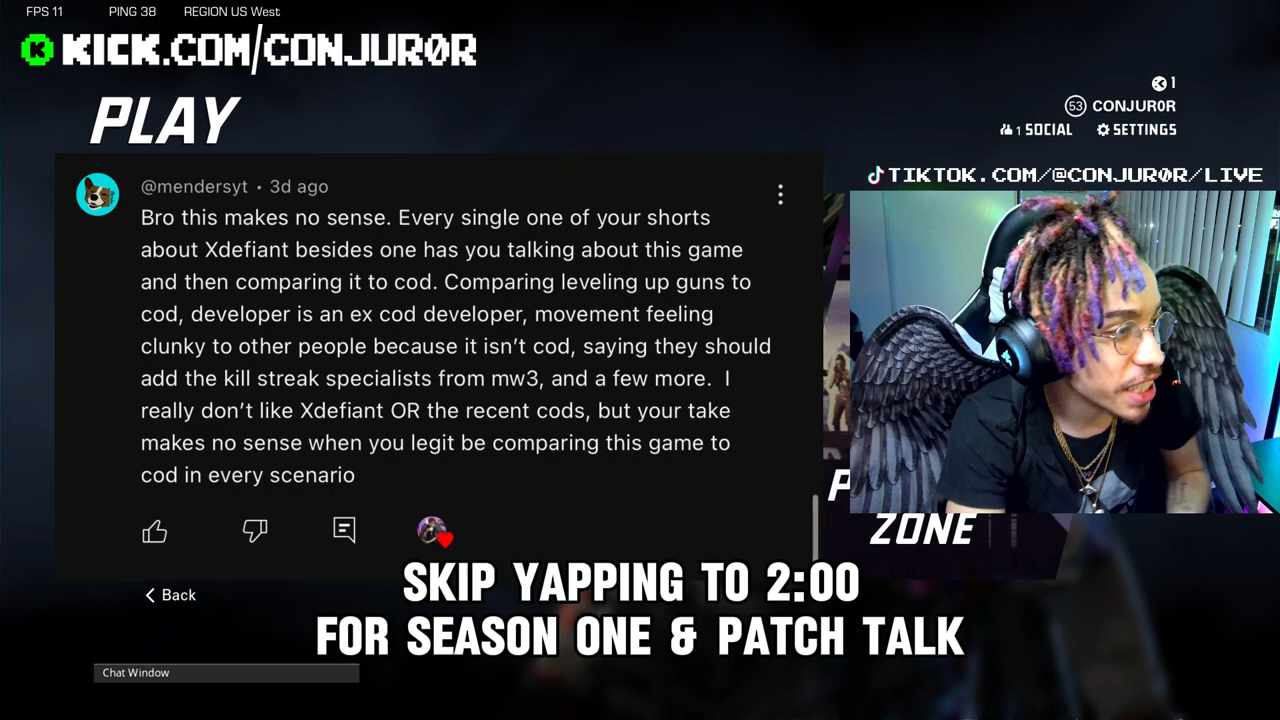 FPS 11 PING 38 REGION US West
KICK.COM/CONJUR0R
PLAY
1
53 CONJUR0R
1 SOCIAL SETTINGS
TIKTOK.COM/@CONJUR0R/LIVE
@mendersyt • 3d ago
Bro this makes no sense. Every single one of your shorts
about Xdefiant besides one has you talking about this game
and then comparing it to cod. Comparing leveling up guns to
cod, developer is an ex cod developer, movement feeling
clunky to other people because it isn't cod, saying they should
add the kill streak specialists from mw3, and a few more. I
really don't like Xdefiant OR the recent cods, but your take
makes no sense when you legit be comparing this game to
cod in every scenario
ZONE
SKIP YAPPING TO 2:00
FOR SEASON ONE & PATCH TALK
Back
Chat Window